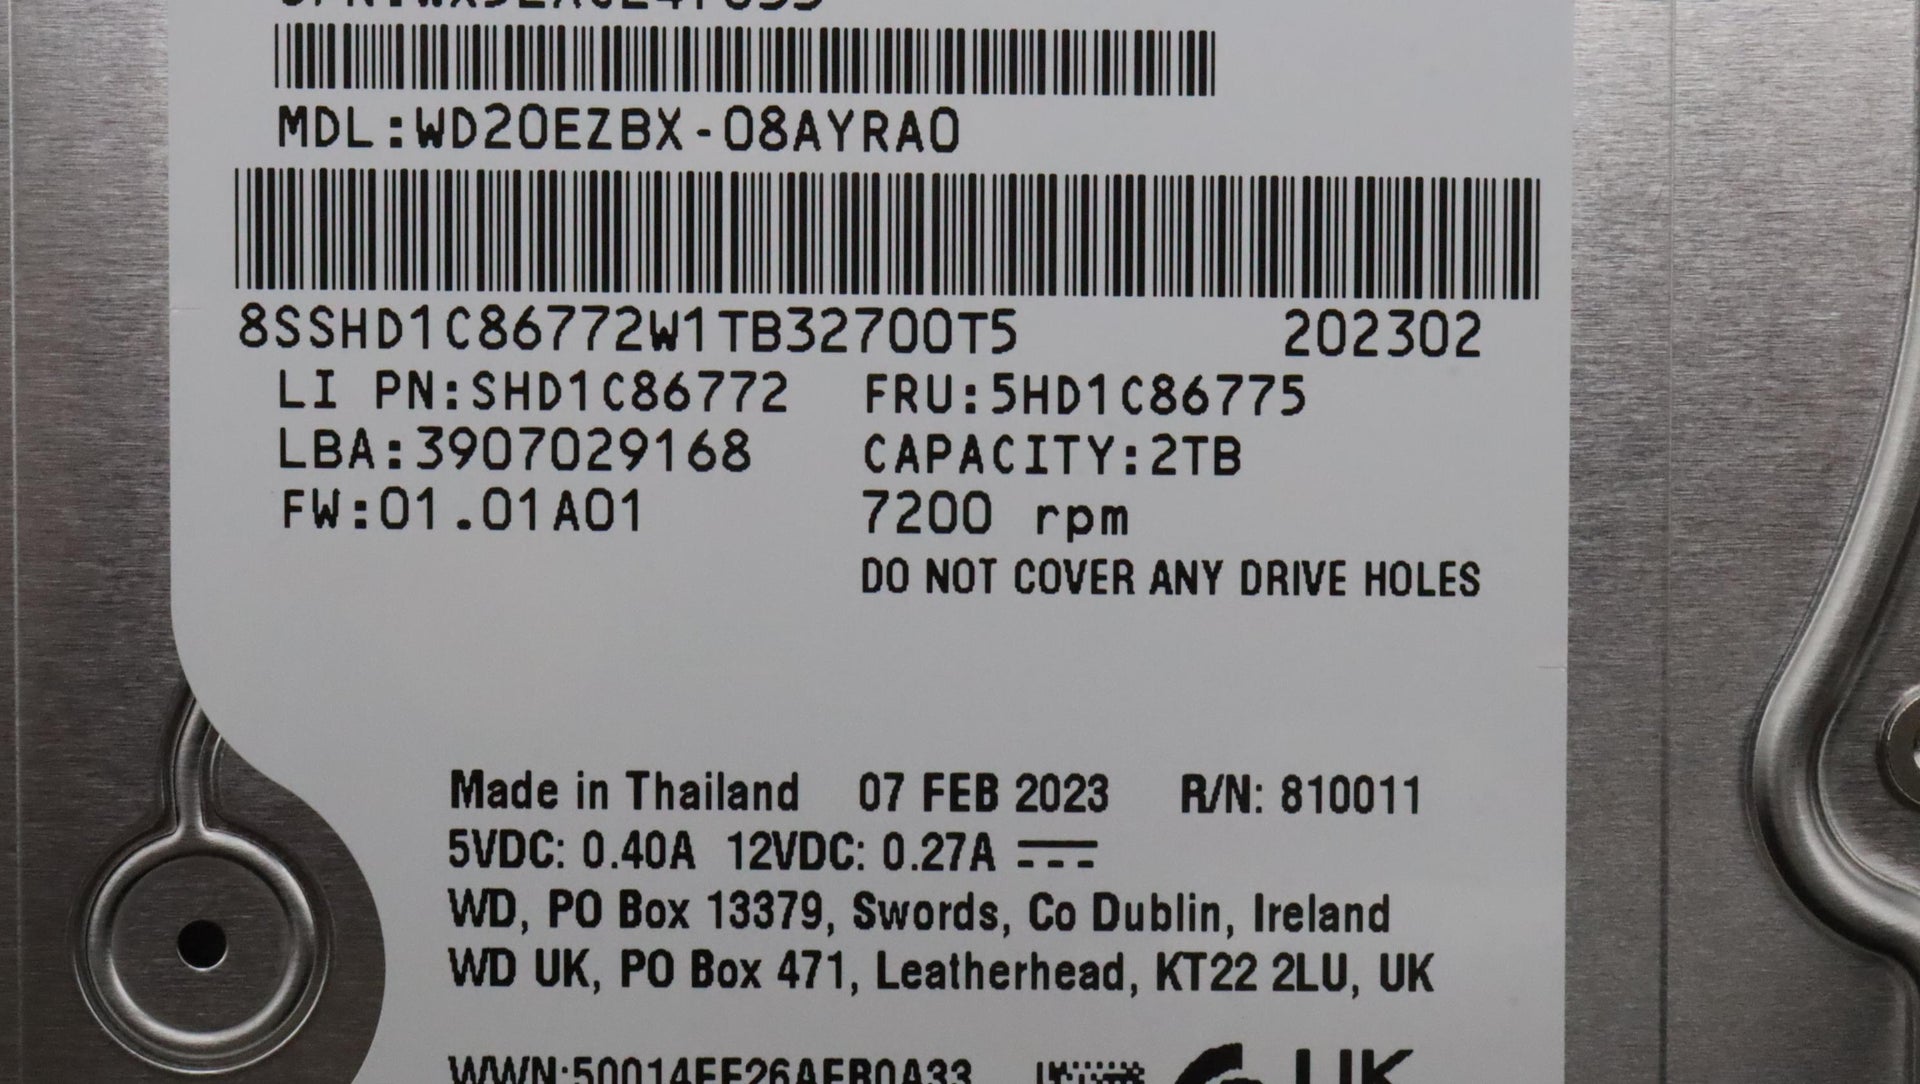 MDL:WD20EZBX-08AYRA0
8SSHD1C86772W1TB32700T5 202302
LI PN:SHD1C86772 FRU:5HD1C86775
LBA:3907029168 CAPACITY:2TB
FW:01.01A01 7200 rpm
DO NOT COVER ANY DRIVE HOLES
Made in Thailand 07 FEB 2023 R/N: 810011
5VDC: 0.40A 12VDC: 0.27A
WD, PO Box 13379, Swords, Co Dublin, Ireland
WD UK, PO Box 471, Leatherhead, KT22 2LU, UK
UK